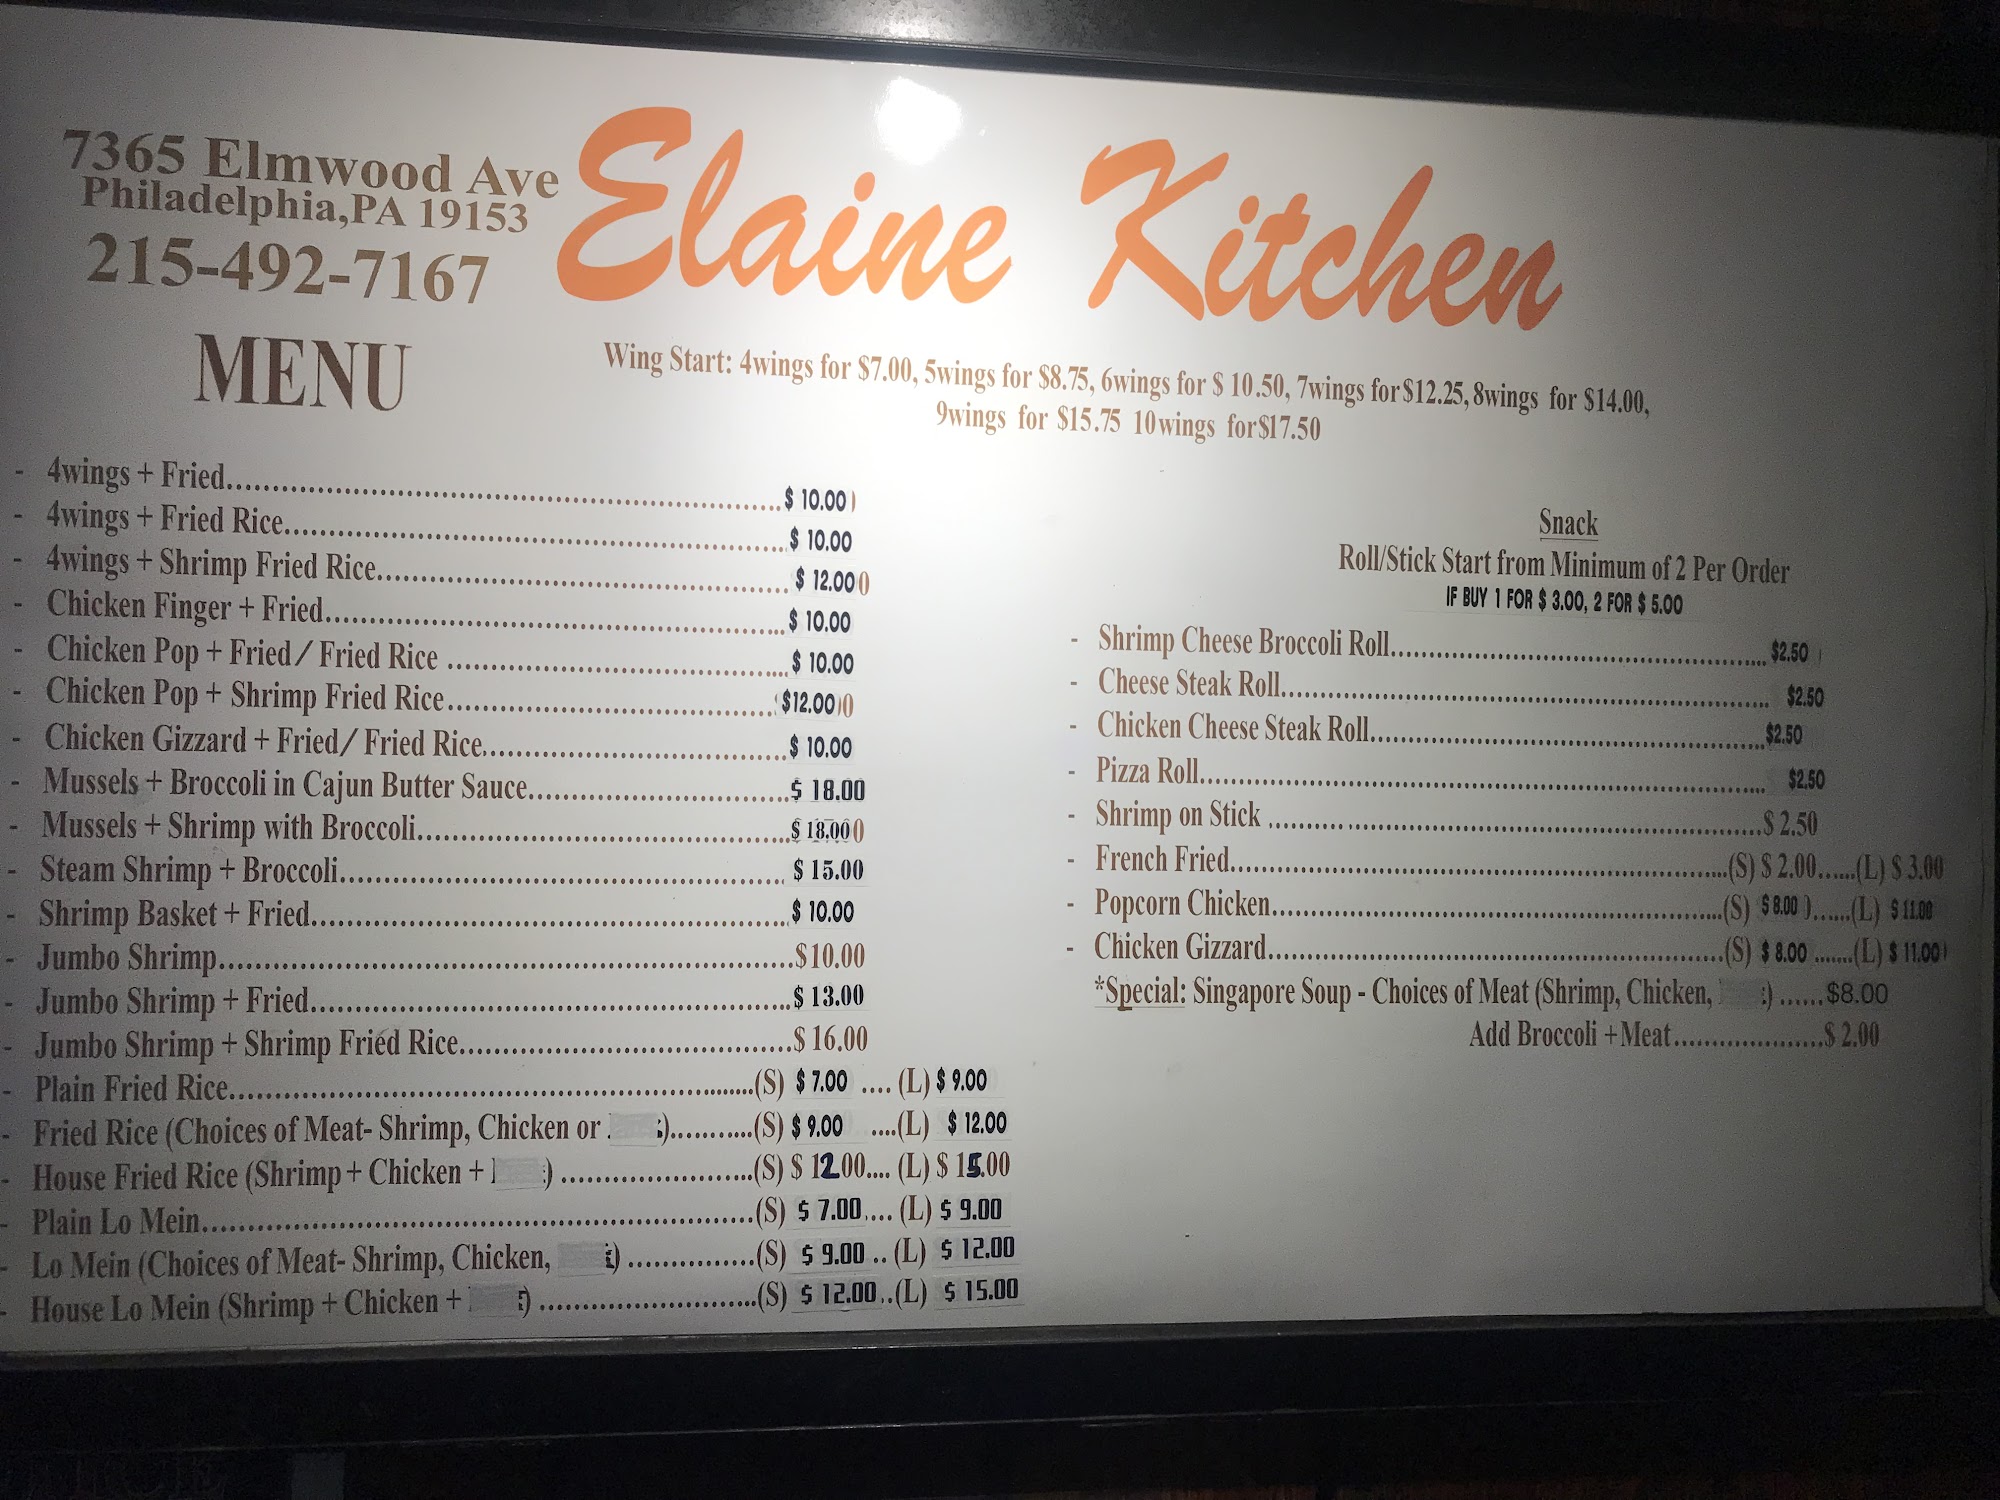 7365 Elmwood Ave
Philadelphia,PA 19153
215-492-7167
Elaine Kitchen
MENU
Wing Start: 4wings for $7.00, 5wings for $8.75, 6wings for $ 10.50, 7wings for $12.25, 8wings for $14.00,
9wings for $15.75 10wings for $17.50
- 4wings + Fried.......... $ 10.00
- 4wings + Fried Rice.......... $ 10.00
- 4wings + Shrimp Fried Rice.......... $ 12.00
- Chicken Finger + Fried.......... $ 10.00
- Chicken Pop + Fried / Fried Rice .......... $ 10.00
- Chicken Pop + Shrimp Fried Rice.......... $12.00
- Chicken Gizzard + Fried/ Fried Rice.......... $ 10.00
- Mussels + Broccoli in Cajun Butter Sauce.......... $ 18.00
- Mussels + Shrimp with Broccoli.......... $ 18.00
- Steam Shrimp + Broccoli.......... $ 15.00
- Shrimp Basket + Fried.......... $ 10.00
- Jumbo Shrimp.......... $10.00
- Jumbo Shrimp + Fried.......... $ 13.00
- Jumbo Shrimp + Shrimp Fried Rice.......... $ 16.00
- Plain Fried Rice.......... (S) $ 7.00 .... (L) $ 9.00
- Fried Rice (Choices of Meat- Shrimp, Chicken or ).......... (S) $ 9.00 ....(L) $ 12.00
- House Fried Rice (Shrimp + Chicken + ) .......... (S) $ 12.00.... (L) $ 15.00
- Plain Lo Mein.......... (S) $ 7.00.... (L) $ 9.00
- Lo Mein (Choices of Meat- Shrimp, Chicken, ) .......... (S) $ 9.00 .. (L) $ 12.00
- House Lo Mein (Shrimp + Chicken + ) .......... (S) $ 12.00..(L) $ 15.00
Snack
Roll/Stick Start from Minimum of 2 Per Order
IF BUY 1 FOR $ 3.00, 2 FOR $ 5.00
- Shrimp Cheese Broccoli Roll.......... $2.50
- Cheese Steak Roll.......... $2.50
- Chicken Cheese Steak Roll.......... $2.50
- Pizza Roll.......... $2.50
- Shrimp on Stick .......... $ 2.50
- French Fried.......... (S) $ 2.00......(L) $ 3.00
- Popcorn Chicken.......... (S) $ 8.00 ......(L) $ 11.00
- Chicken Gizzard.......... (S) $ 8.00 .......(L) $ 11.00
*Special: Singapore Soup - Choices of Meat (Shrimp, Chicken, ) ......$8.00
Add Broccoli + Meat.......... $ 2.00